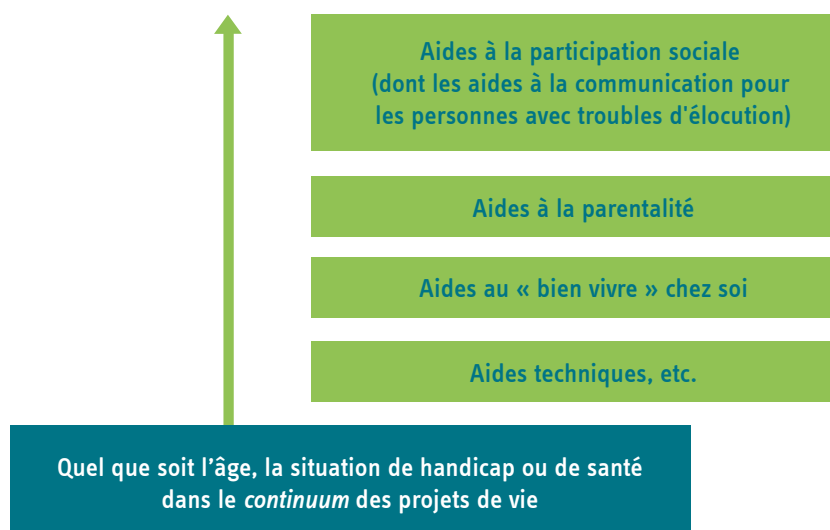 Aides à la participation sociale
(dont les aides à la communication pour
les personnes avec troubles d'élocution)
Aides à la parentalité
Aides au « bien vivre » chez soi
Aides techniques, etc.
Quel que soit l’âge, la situation de handicap ou de santé
dans le continuum des projets de vie